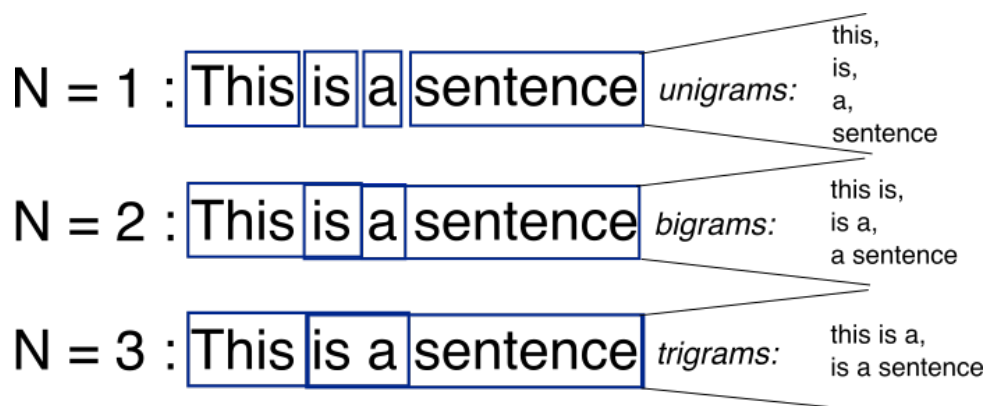 N = 1 : This is a sentence unigrams:
this,
is,
a,
sentence
N = 2 : This is a sentence bigrams:
this is,
is a,
a sentence
N = 3 : This is a sentence trigrams:
this is a,
is a sentence